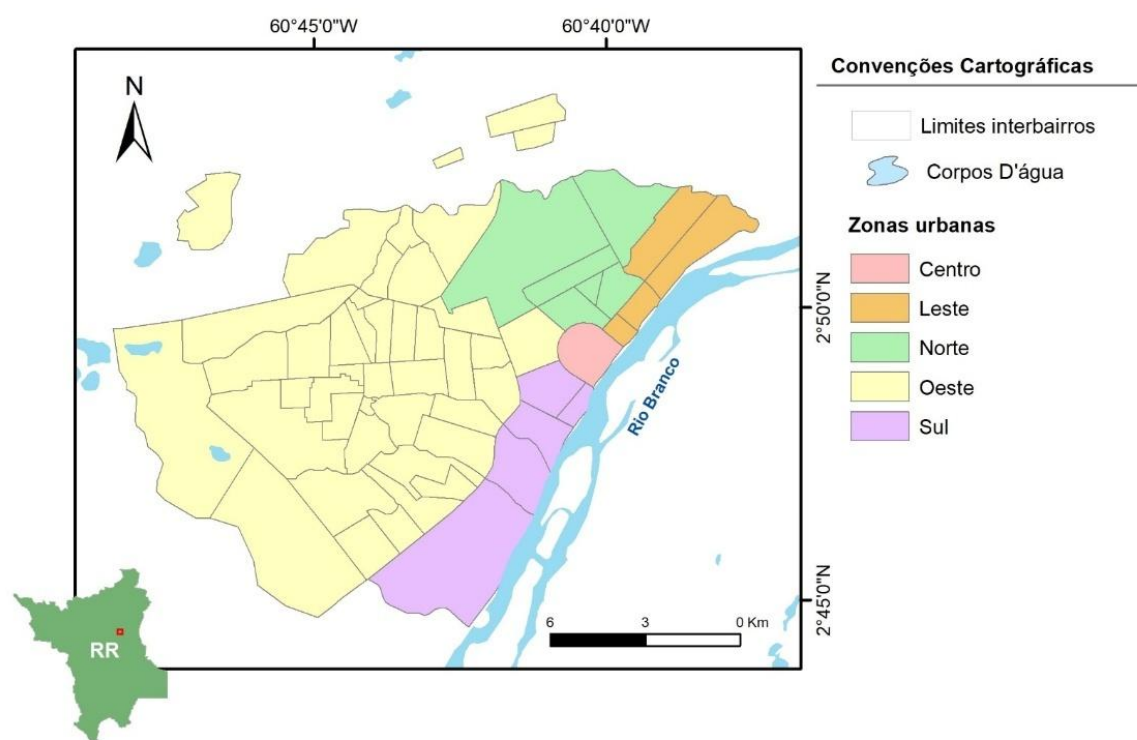 60°45'0"W
60°40'0"W
N
2°50'0"N
2°45'0"N
Rio Branco
6 3 0 Km
RR
Convenções Cartográficas
Limites interbairros
Corpos D'água
Zonas urbanas
Centro
Leste
Norte
Oeste
Sul